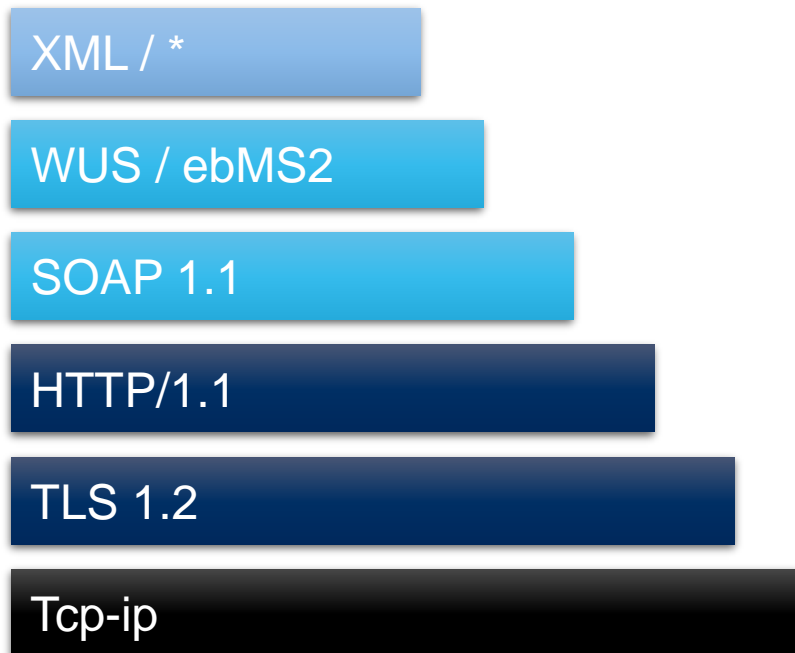 XML / *
WUS / ebMS2
SOAP 1.1
HTTP/1.1
TLS 1.2
Tcp-ip